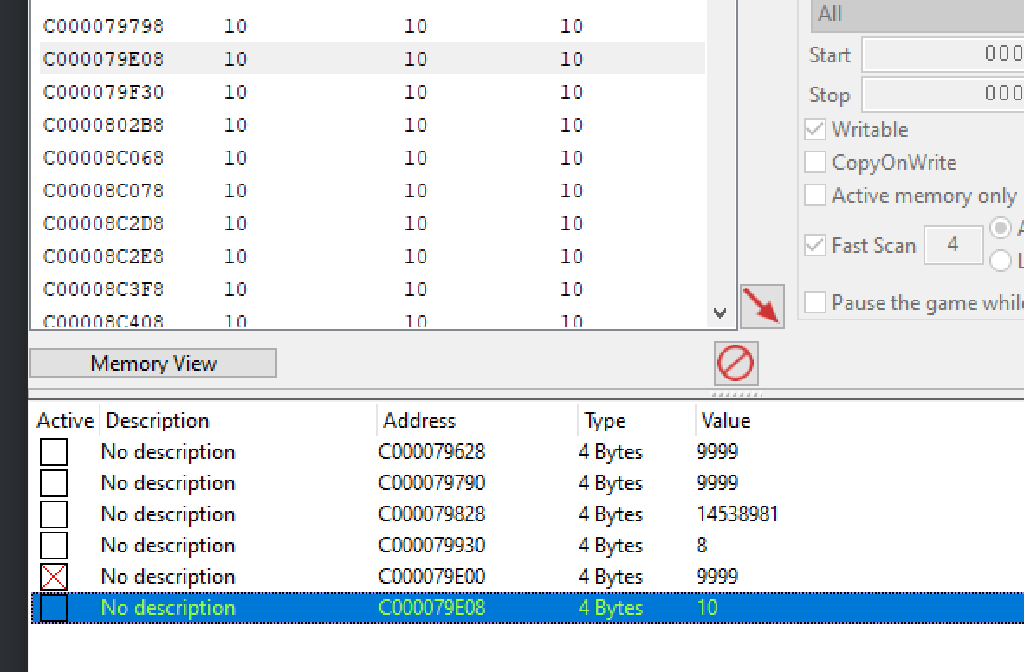 C000079798 10 10 10
All
C000079E08 10 10 10
Start 000
C000079F30 10 10 10
Stop 000
C0000802B8 10 10 10
Writable
C00008C068 10 10 10
CopyOnWrite
C00008C078 10 10 10
Active memory only
C00008C2D8 10 10 10
Fast Scan 4
C00008C2E8 10 10 10
C00008C3F8 10 10 10
Pause the game while
C00008C408 10 10 10
Memory View
Active Description Address Type Value
No description C000079628 4 Bytes 9999
No description C000079790 4 Bytes 9999
No description C000079828 4 Bytes 14538981
No description C000079930 4 Bytes 8
No description C000079E00 4 Bytes 9999
No description C000079E08 4 Bytes 10